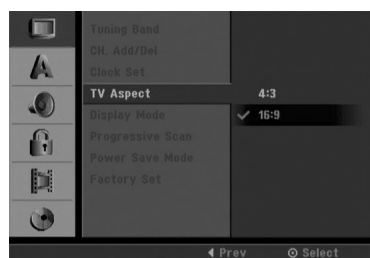 Tuning Band
CH. Add/Del
Clock Set
TV Aspect 4:3
Display Mode ✓ 16:9
Progressive Scan
Power Save Mode
Factory Set
A
◀ Prev ⊙ Select